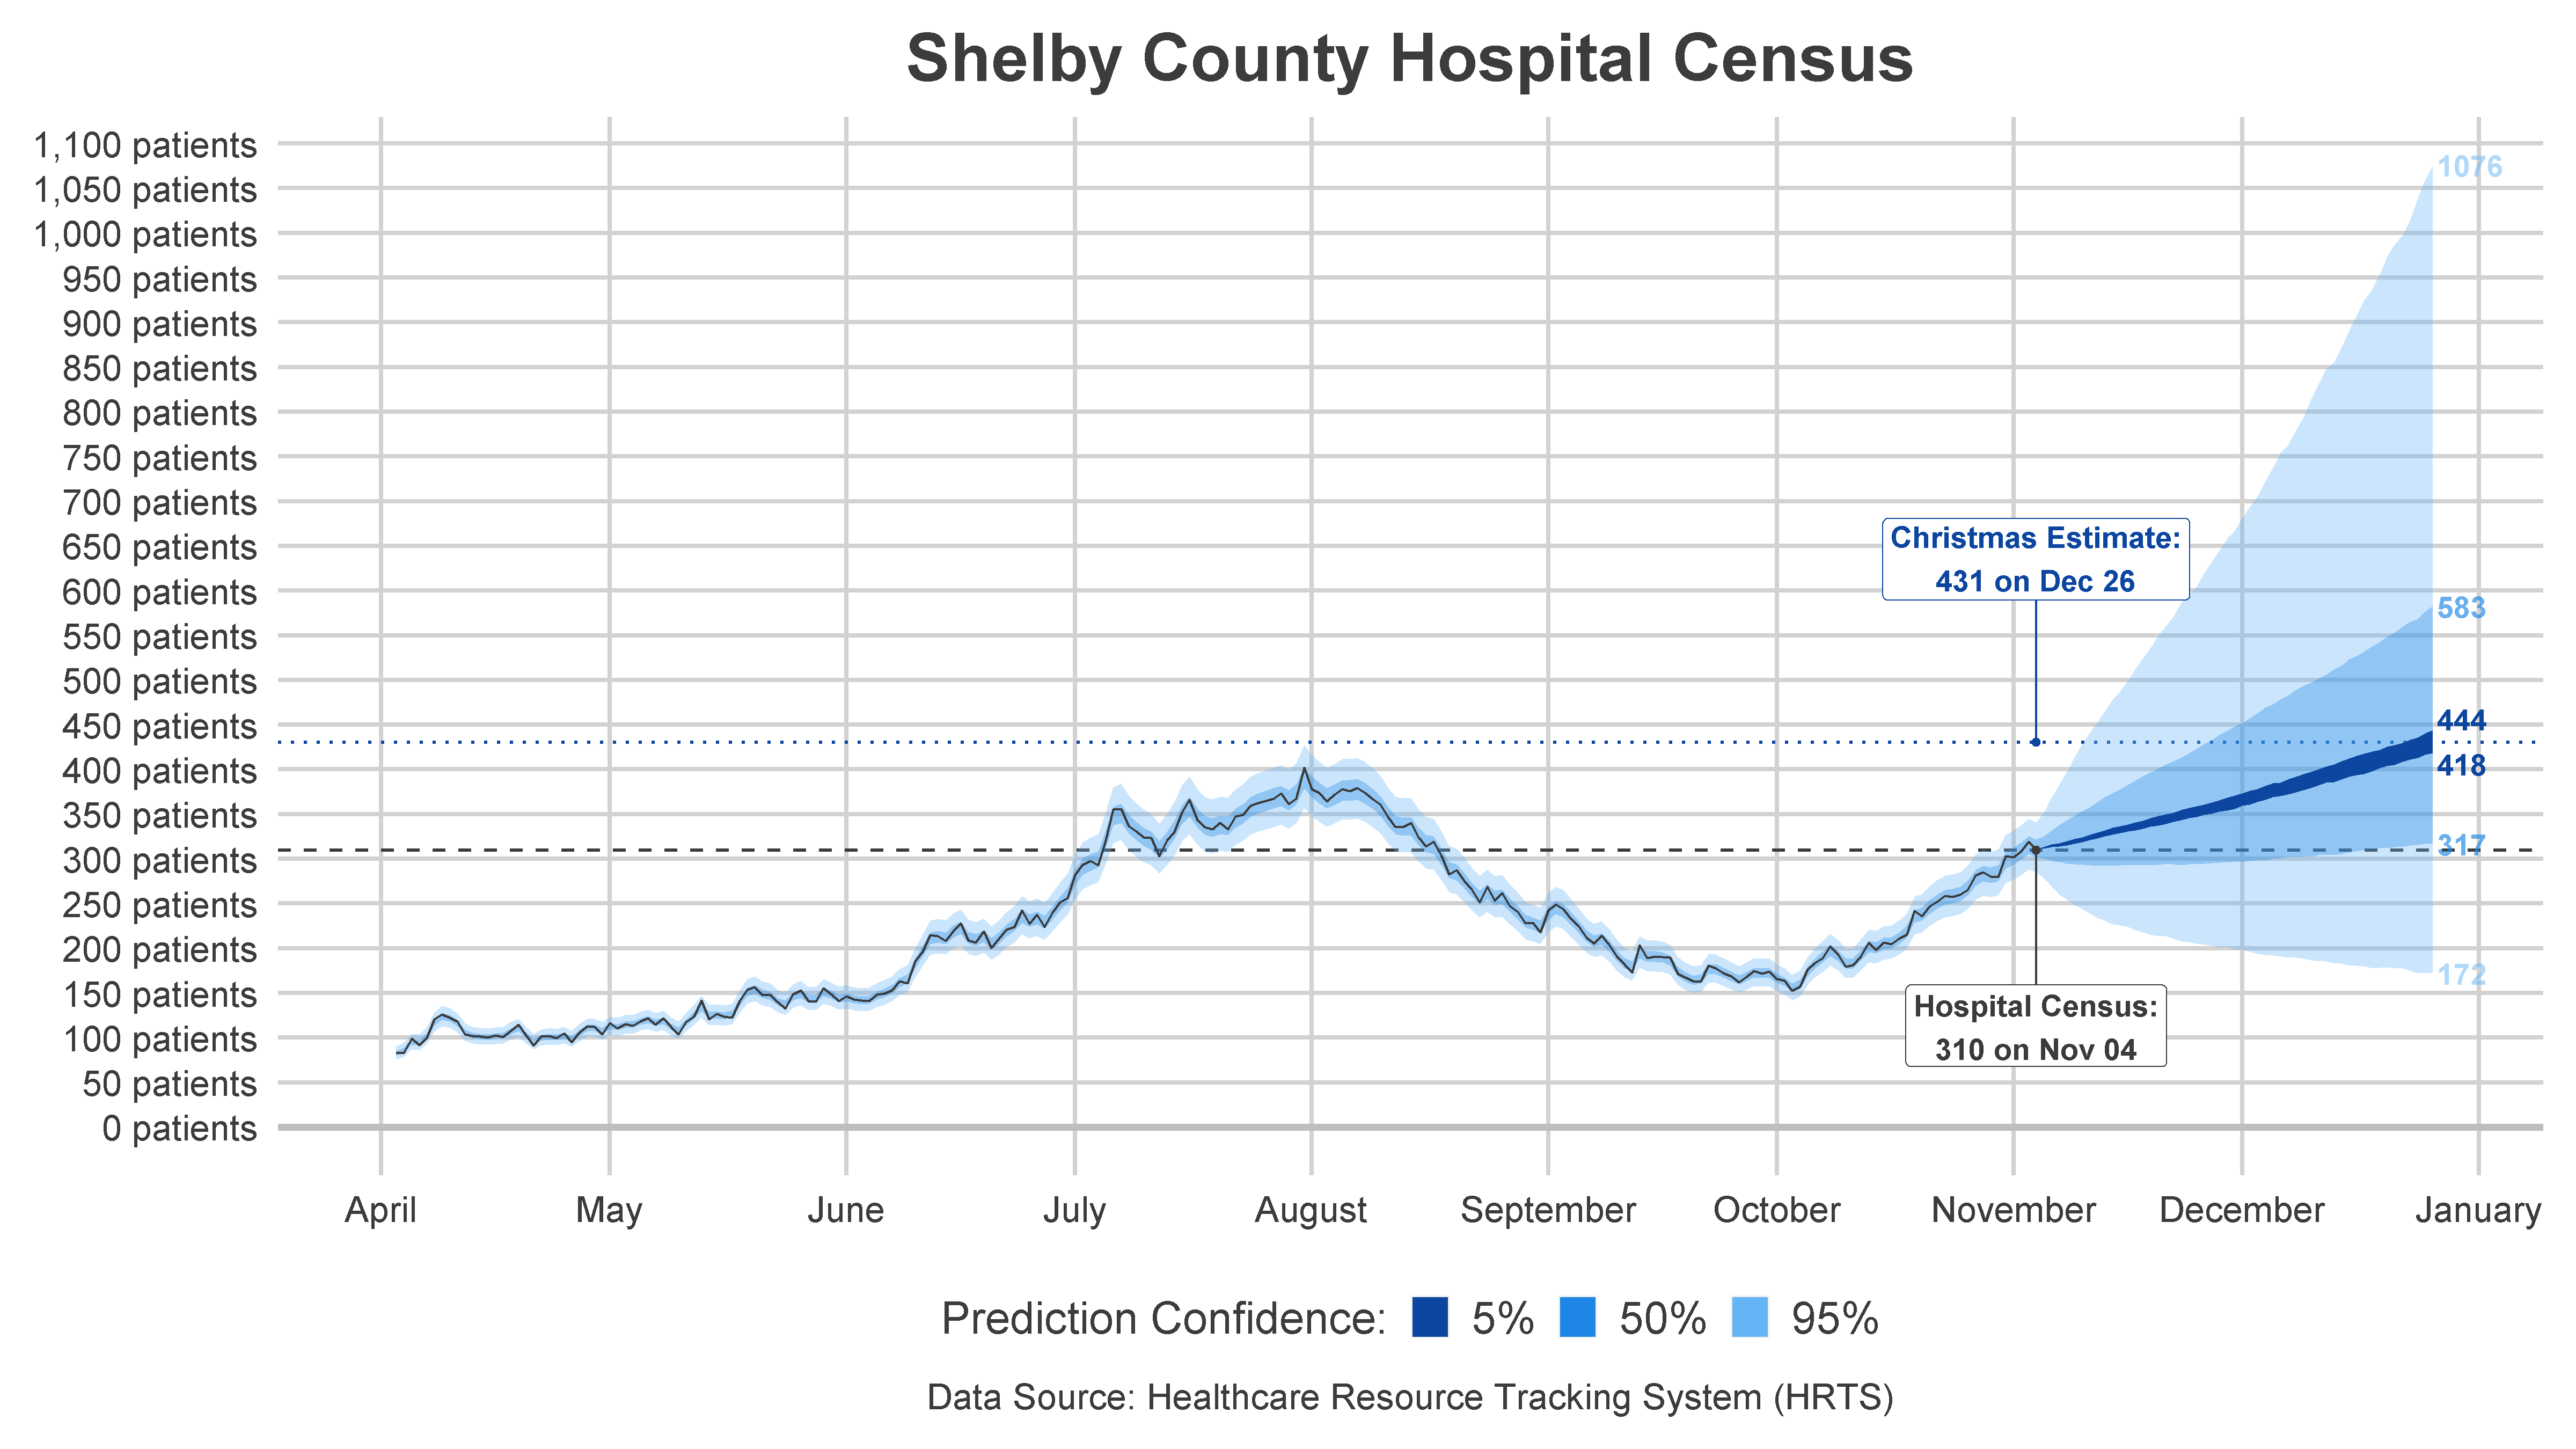 Shelby County Hospital Census
1,100 patients
1,050 patients
1,000 patients
950 patients
900 patients
850 patients
800 patients
750 patients
700 patients
650 patients
600 patients
550 patients
500 patients
450 patients
400 patients
350 patients
300 patients
250 patients
200 patients
150 patients
100 patients
50 patients
0 patients
1076
583
444
418
317
172
Christmas Estimate:
431 on Dec 26
Hospital Census:
310 on Nov 04
April May June July August September October November December January
Prediction Confidence: 5% 50% 95%
Data Source: Healthcare Resource Tracking System (HRTS)